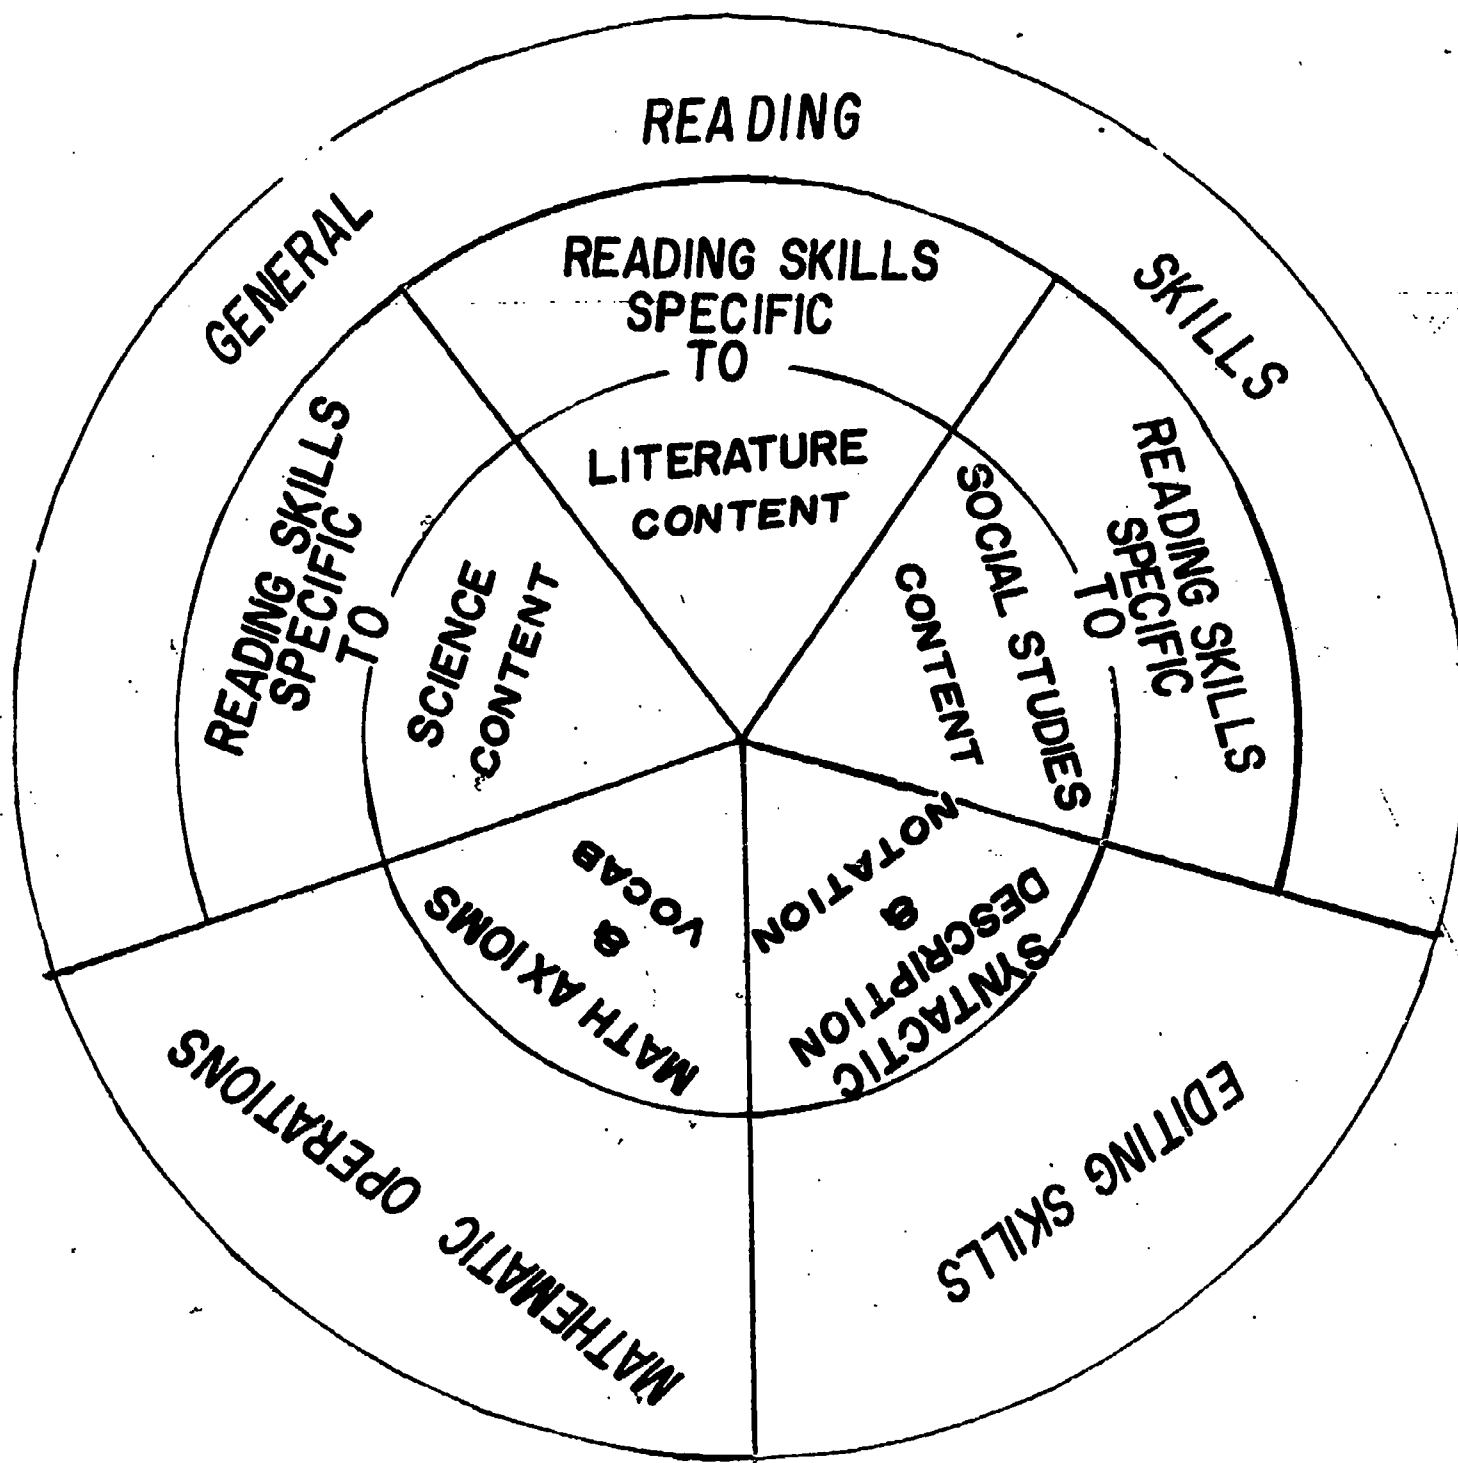 GENERAL READING SKILLS
READING SKILLS
SPECIFIC
TO
LITERATURE
CONTENT
READING SKILLS
SPECIFIC
TO
SOCIAL STUDIES
CONTENT
EDITING SKILLS
SYNTACTIC
DESCRIPTION
&
NOTATION
MATHEMATIC OPERATIONS
MATH AXIOMS
&
VOCAB
READING SKILLS
SPECIFIC
TO
SCIENCE
CONTENT